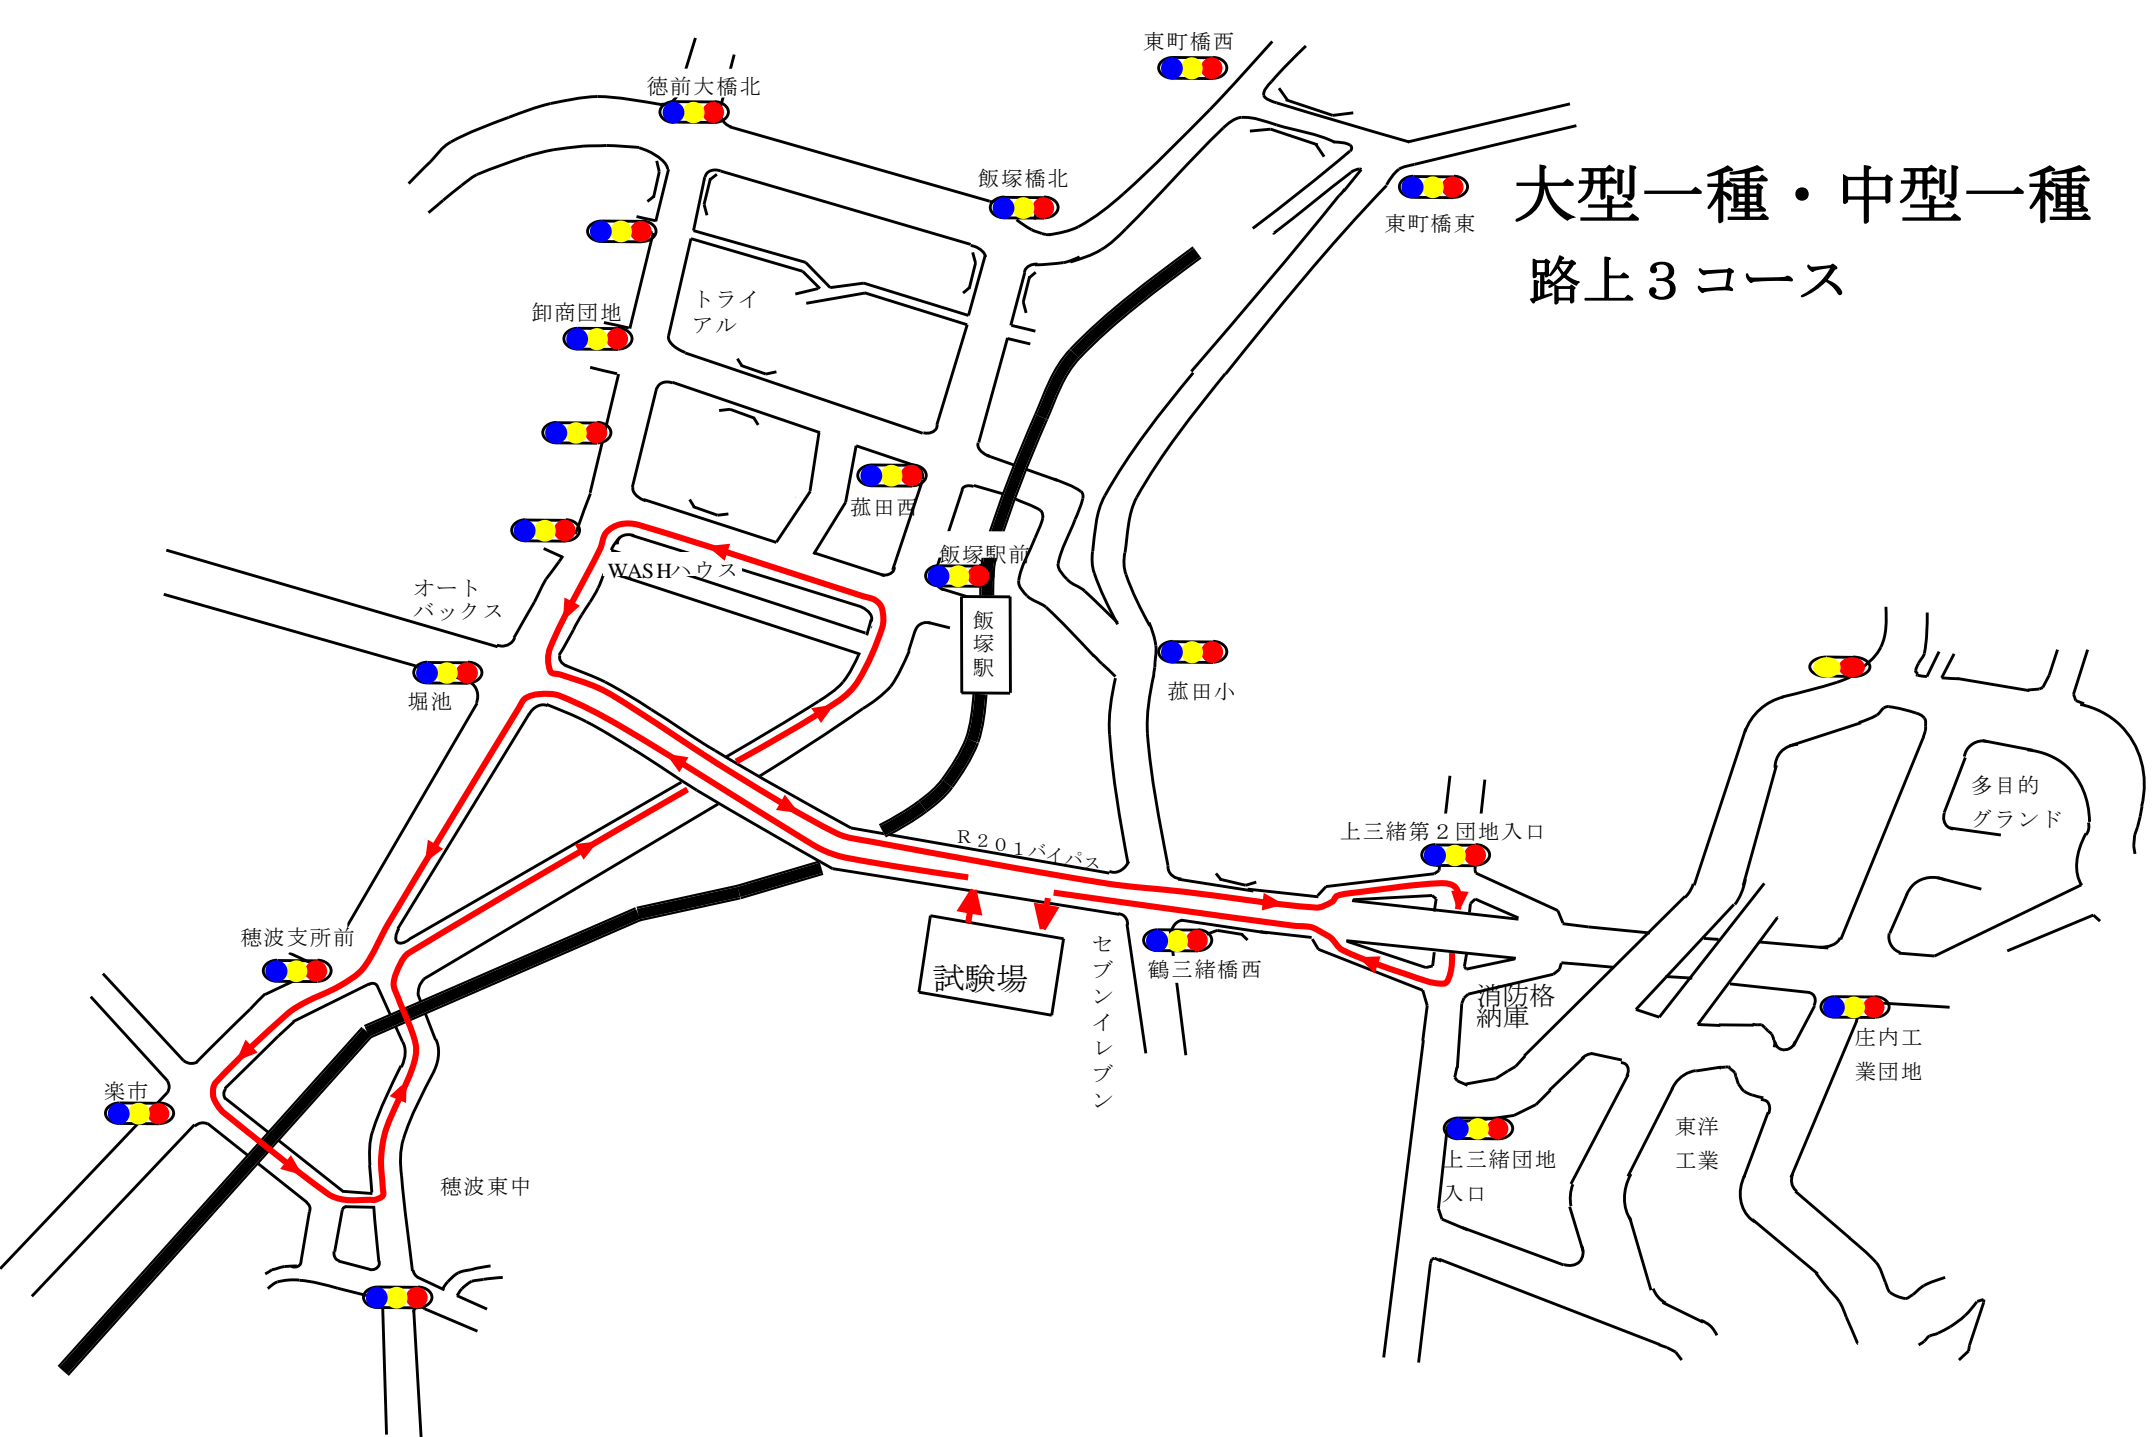 東町橋西
徳前大橋北
飯塚橋北
東町橋東
大型一種・中型一種
路上３コース
トライ
アル
卸商団地
菰田西
飯塚駅前
WASHハウス
オート
バックス
飯
塚
駅
堀池
菰田小
多目的
グランド
上三緒第２団地入口
Ｒ２０１バイパス
穂波支所前
試験場
セブンイレブン
鶴三緒橋西
消防格
納庫
庄内工
業団地
楽市
東洋
工業
上三緒団地
入口
穂波東中